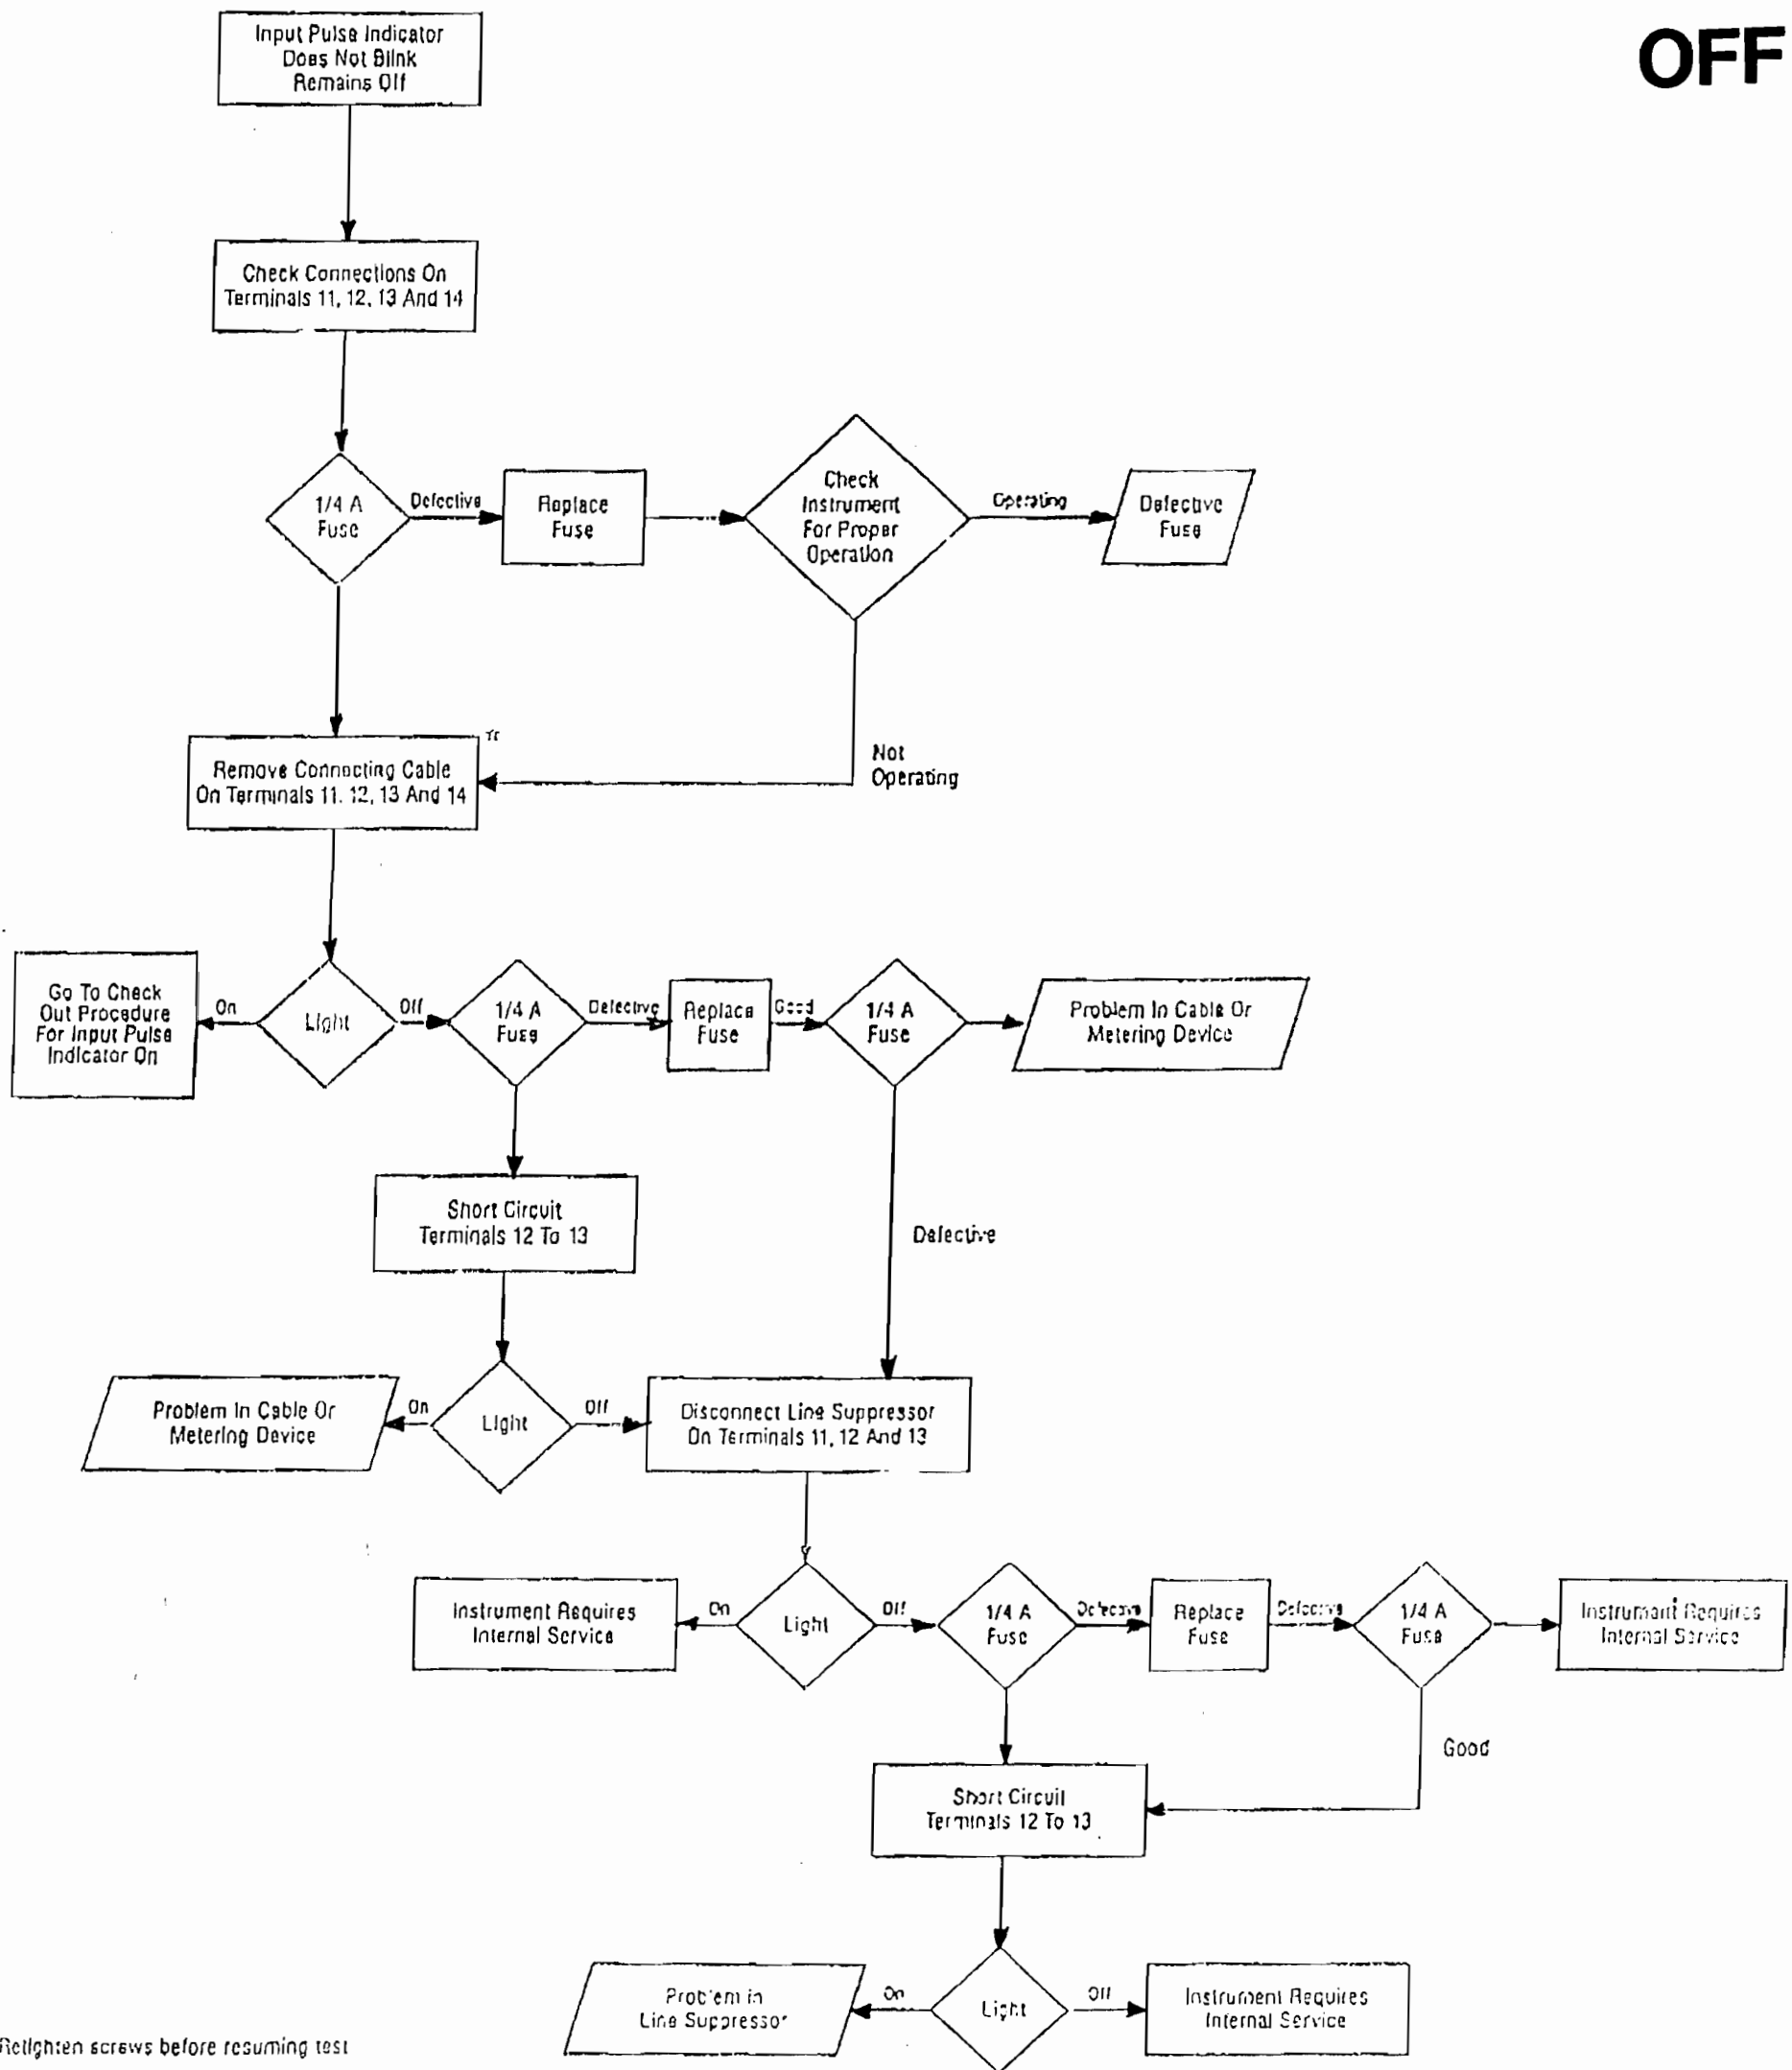 OFF
Input Pulse Indicator
Does Not Blink
Remains Off
Check Connections On
Terminals 11, 12, 13 And 14
1/4 A
Fuse
Defective
Replace
Fuse
Check
Instrument
For Proper
Operation
Operating
Defective
Fuse
Not
Operating
Remove Connecting Cable
On Terminals 11. 12, 13 And 14
Go To Check
Out Procedure
For Input Pulse
Indicator On
On
Light
Off
1/4 A
Fuse
Defective
Replace
Fuse
Good
1/4 A
Fuse
Problem In Cable Or
Metering Device
Short Circuit
Terminals 12 To 13
Defective
Problem In Cable Or
Metering Device
On
Light
Off
Disconnect Line Suppressor
On Terminals 11, 12 And 13
Instrument Requires
Internal Service
On
Light
Off
1/4 A
Fuse
Defective
Replace
Fuse
Defective
1/4 A
Fuse
Instrument Requires
Internal Service
Good
Short Circuit
Terminals 12 To 13
Problem in
Line Suppressor
On
Light
Off
Instrument Requires
Internal Service
Retighten screws before resuming test